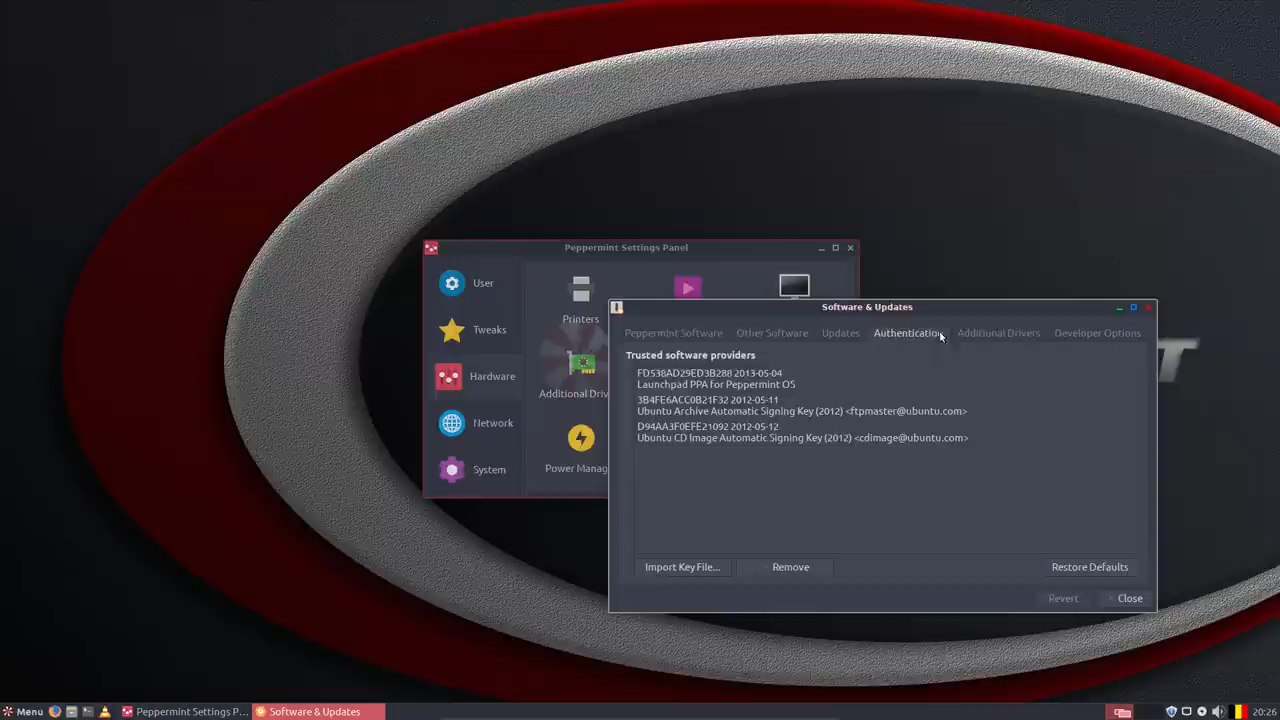 Peppermint Settings Panel
User
Tweaks
Hardware
Network
System
Printers
Additional Driv
Power Manag
Software & Updates
Peppermint Software
Other Software
Updates
Authentication
Additional Drivers
Developer Options
Trusted software providers
FD538AD29ED3B288 2013-05-04
Launchpad PPA for Peppermint OS
3B4FE6ACC0B21F32 2012-05-11
Ubuntu Archive Automatic Signing Key (2012) <ftpmaster@ubuntu.com>
D94AA3F0EFE21092 2012-05-12
Ubuntu CD Image Automatic Signing Key (2012) <cdimage@ubuntu.com>
Import Key File...
Remove
Restore Defaults
Revert
Close
Menu
Peppermint Settings P...
Software & Updates
20:26